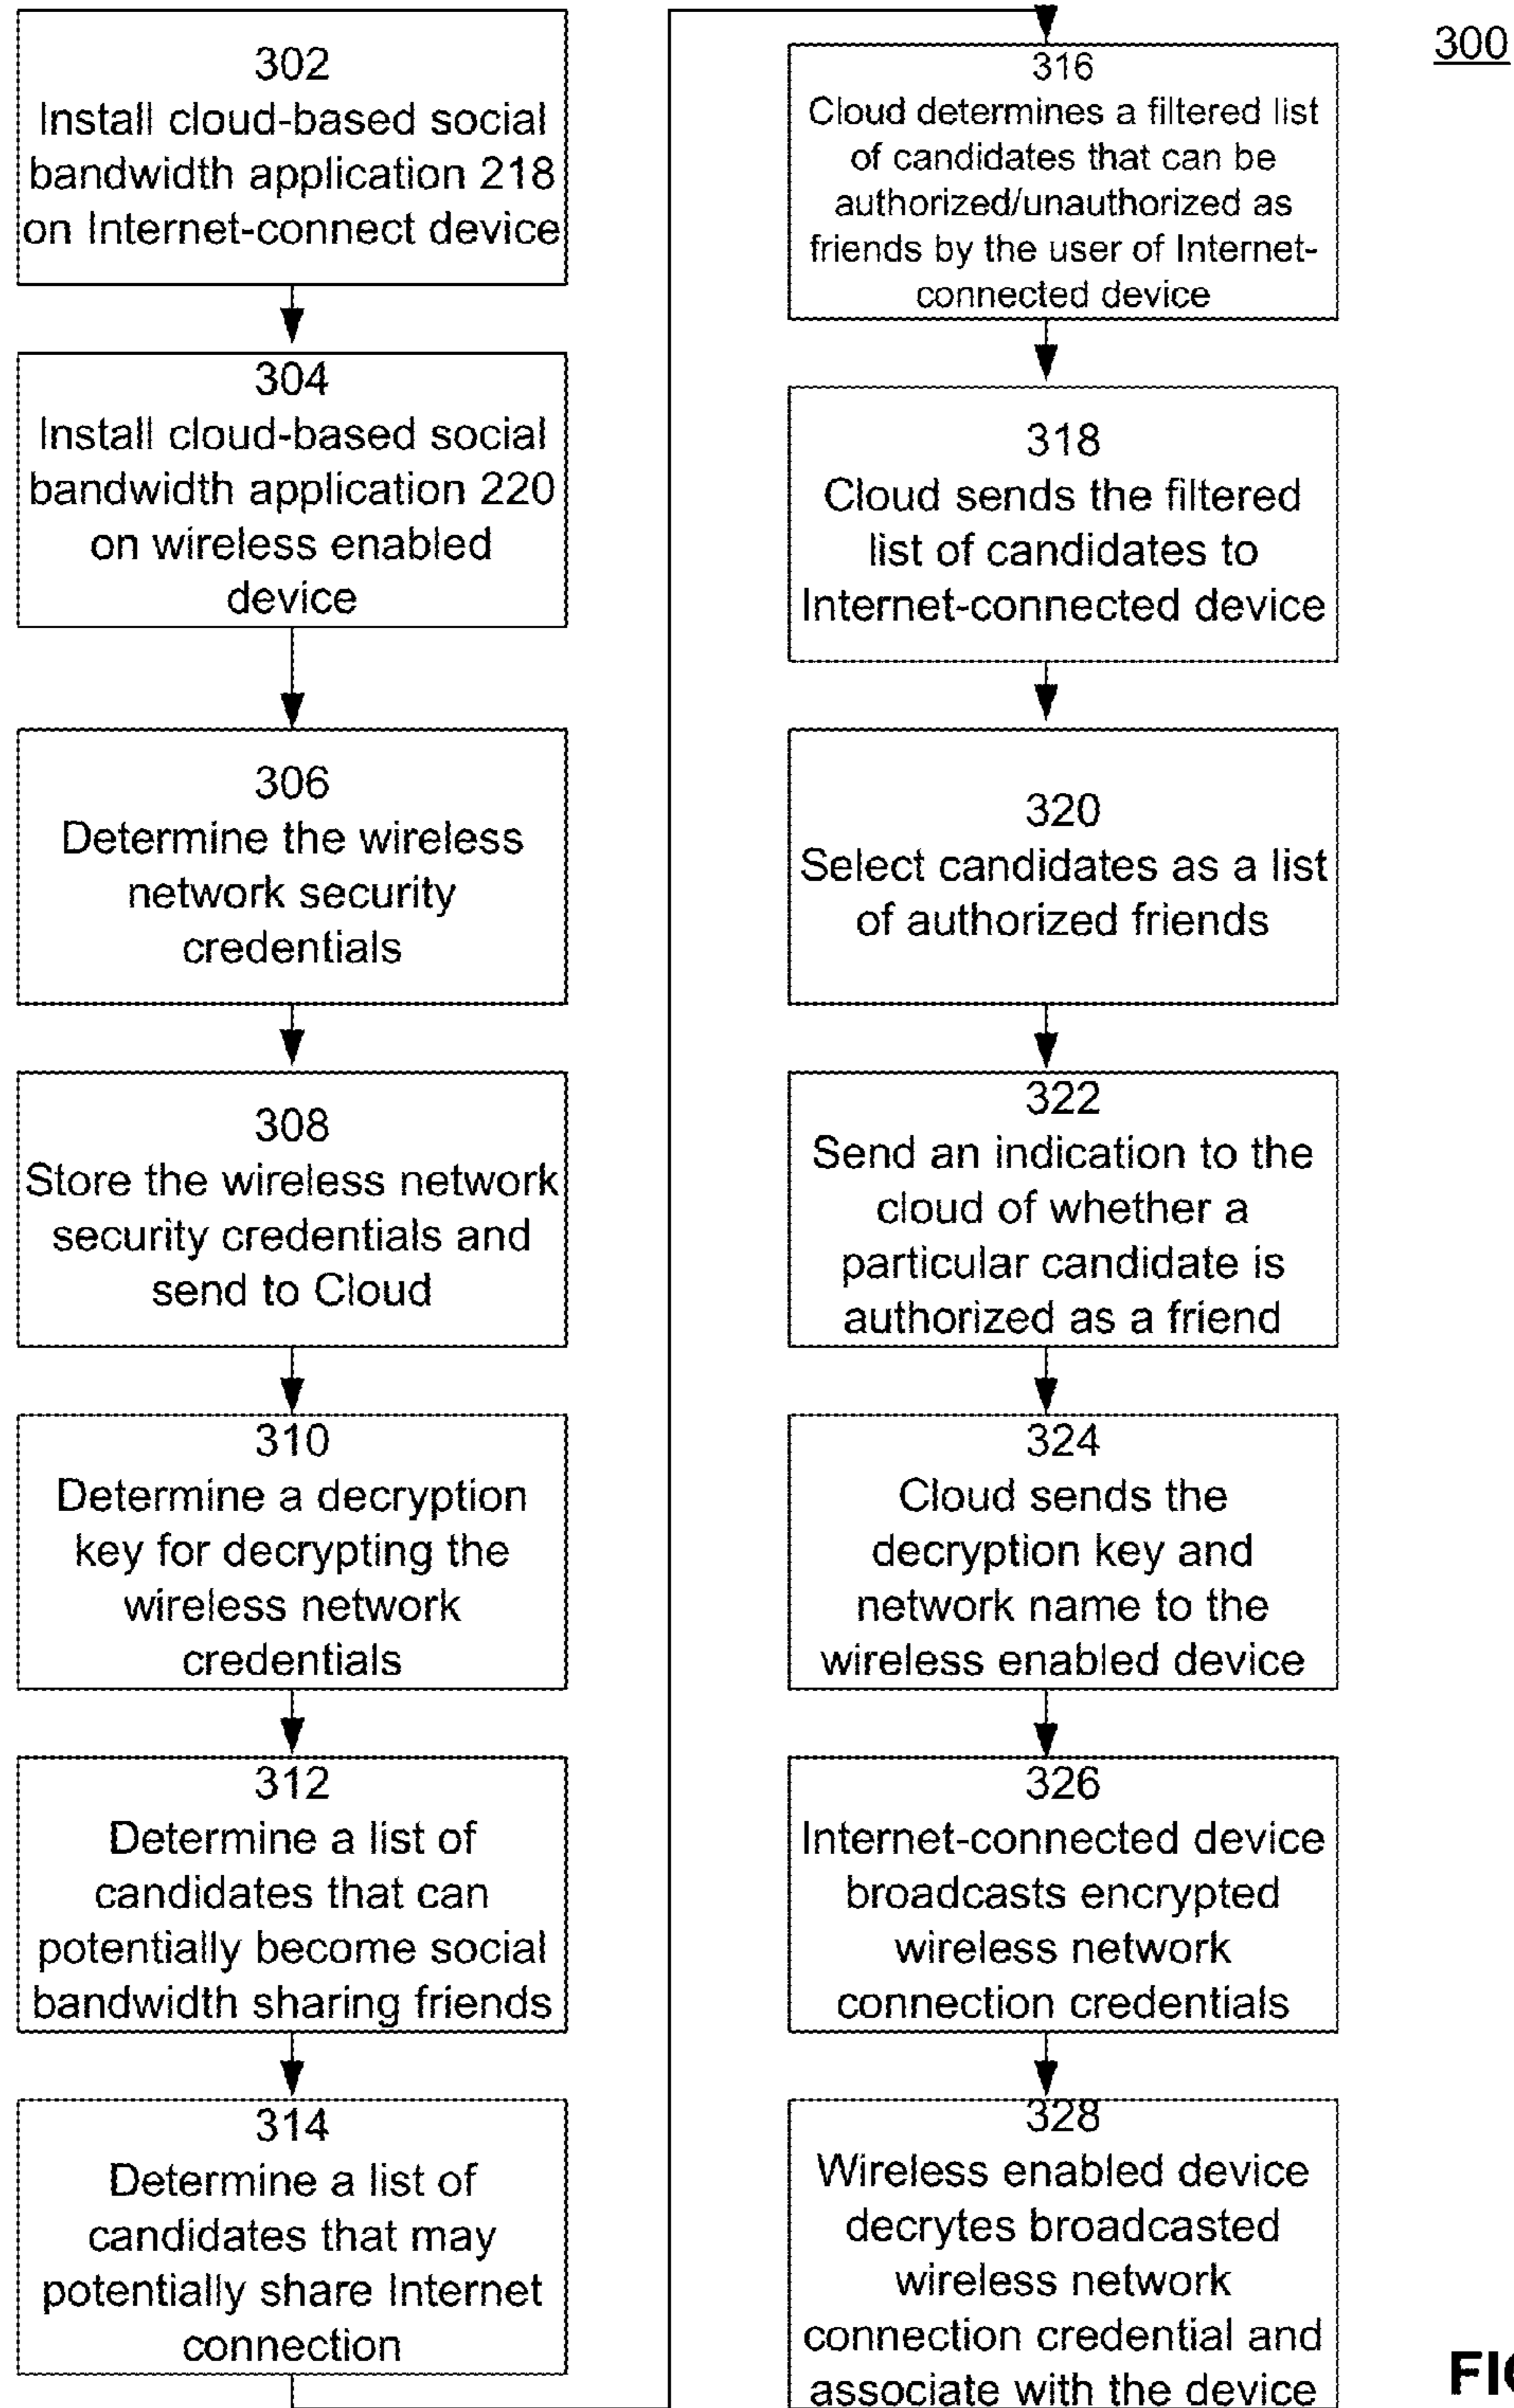 302
Install cloud-based social
bandwidth application 218
on Internet-connect device
304
Install cloud-based social
bandwidth application 220
on wireless enabled
device
306
Determine the wireless
network security
credentials
308
Store the wireless network
security credentials and
send to Cloud
310
Determine a decryption
key for decrypting the
wireless network
credentials
312
Determine a list of
candidates that can
potentially become social
bandwidth sharing friends
314
Determine a list of
candidates that may
potentially share Internet
connection
316
Cloud determines a filtered list
of candidates that can be
authorized/unauthorized as
friends by the user of Internet-
connected device
318
Cloud sends the filtered
list of candidates to
Internet-connected device
320
Select candidates as a list
of authorized friends
322
Send an indication to the
cloud of whether a
particular candidate is
authorized as a friend
324
Cloud sends the
decryption key and
network name to the
wireless enabled device
326
Internet-connected device
broadcasts encrypted
wireless network
connection credentials
328
Wireless enabled device
decrytes broadcasted
wireless network
connection credential and
associate with the device
300